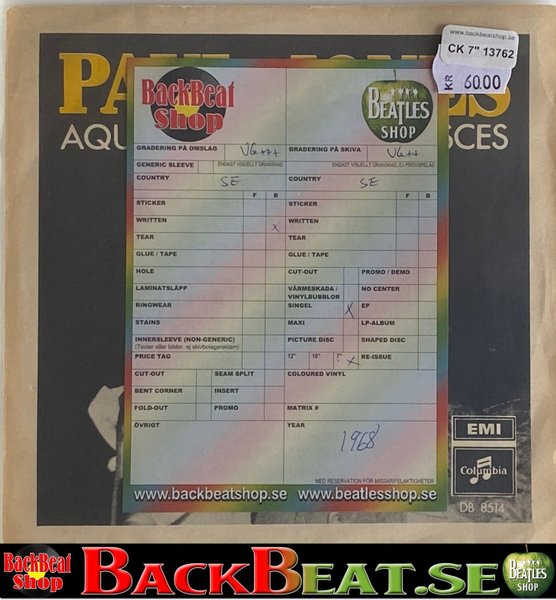 www.backbeatshop.se
CK 7" 13762
KR 60.00
AQU SCES
BackBeat
Shop
BEATLES
SHOP
GRADERING PÅ OMSLAG VG+++ GRADERING PÅ SKIVA VG++
GENERIC SLEEVE ENDAST VISUELLT GRANSKAD ENDAST VISUELLT GRANSKAD, EJ PROVSPELAD
COUNTRY SE COUNTRY SE
F B F B
STICKER STICKER
WRITTEN X WRITTEN
TEAR TEAR
GLUE / TAPE GLUE / TAPE
HOLE CUT-OUT PROMO / DEMO
LAMINATSLÄPP VÄRMESKADA / VINYLBUBBLOR NO CENTER
RINGWEAR SINGEL X EP
STAINS MAXI LP-ALBUM
INNERSLEEVE (NON-GENERIC) PICTURE DISC SHAPED DISC
(Texter eller bilder, ej skivbolagsreklam)
PRICE TAG 12" 10" 7" X RE-ISSUE
CUT-OUT SEAM SPLIT COLOURED VINYL
BENT CORNER INSERT
FOLD-OUT PROMO MATRIX #
ÖVRIGT YEAR
1968
MED RESERVATION FÖR MISSAR/FELAKTIGHETER
www.backbeatshop.se www.beatlesshop.se
EMI
Columbia
DB 8514
BackBeat
Shop
BACKBEAT.SE
BEATLES
SHOP